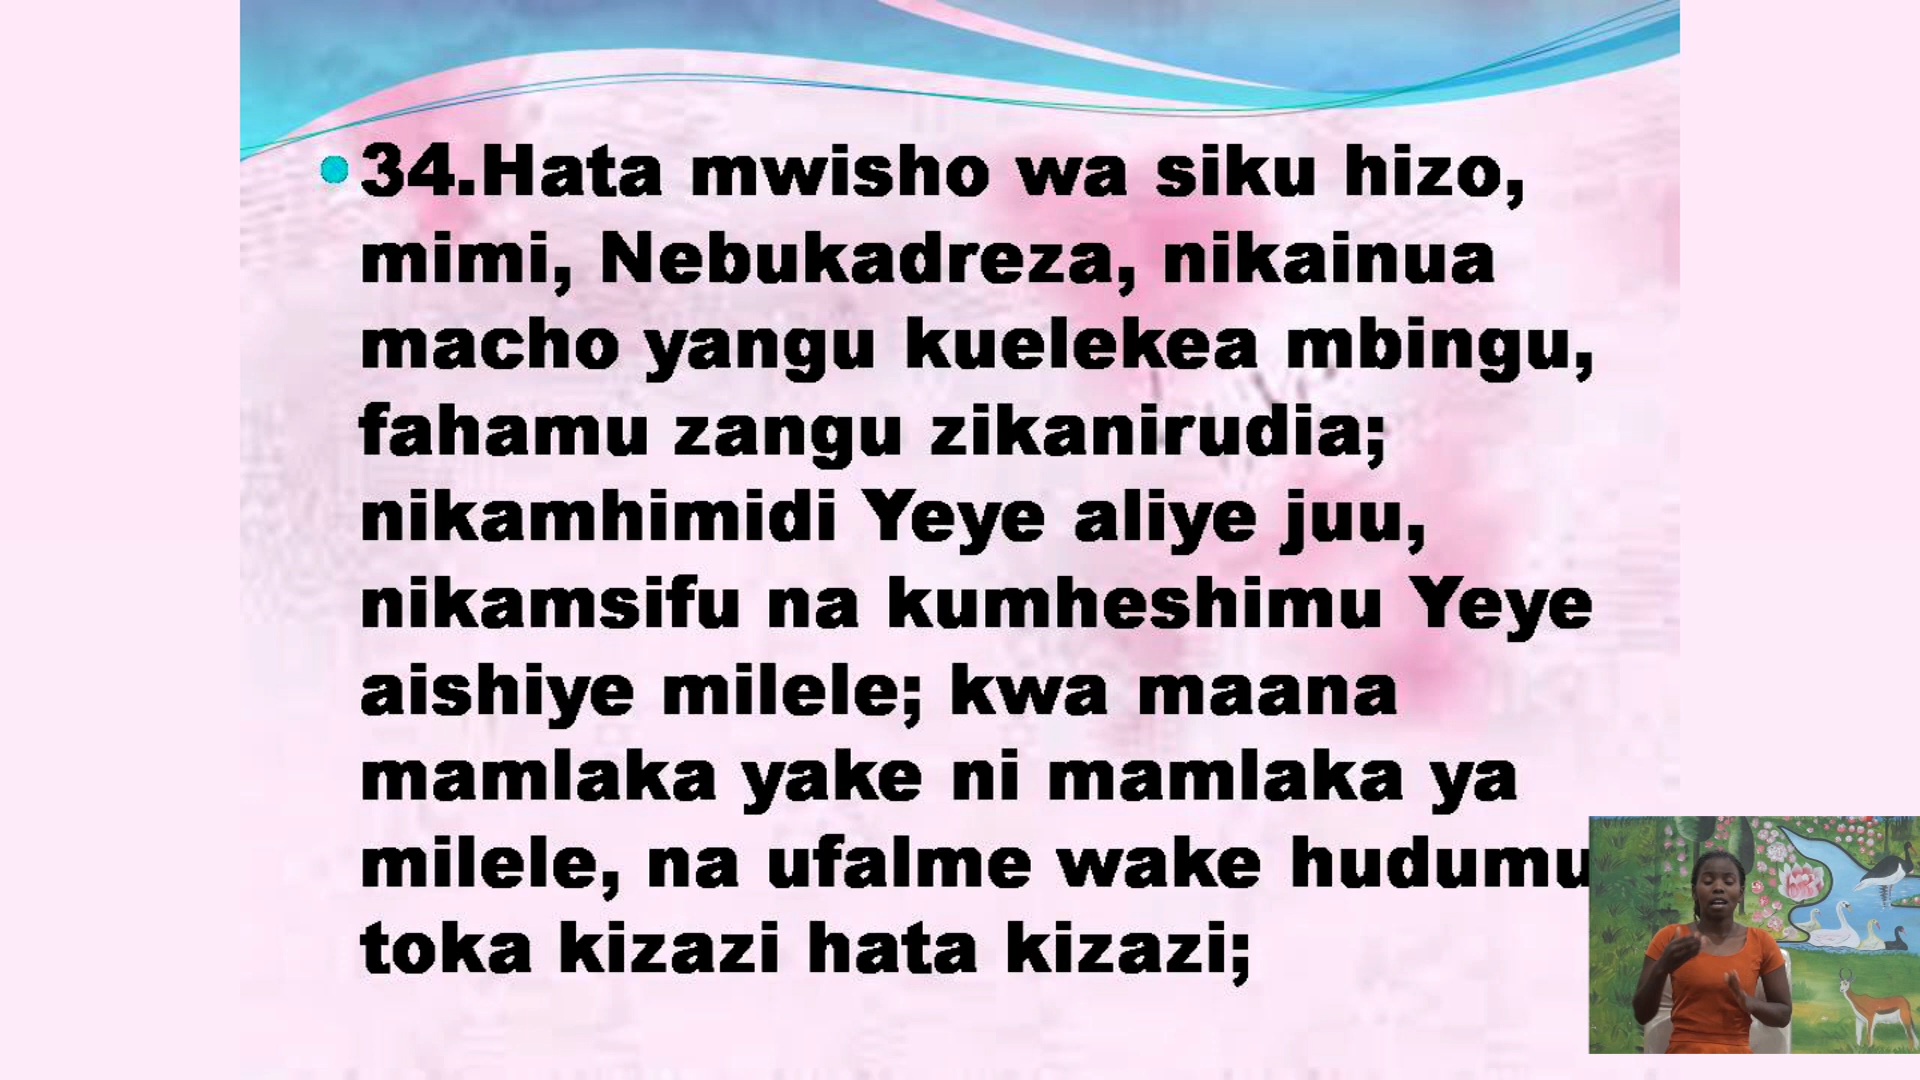 34.Hata mwisho wa siku hizo,
mimi, Nebukadreza, nikainua
macho yangu kuelekea mbingu,
fahamu zangu zikanirudia;
nikamhimidi Yeye aliye juu,
nikamsifu na kumheshimu Yeye
aishiye milele; kwa maana
mamlaka yake ni mamlaka ya
milele, na ufalme wake hudumu
toka kizazi hata kizazi;